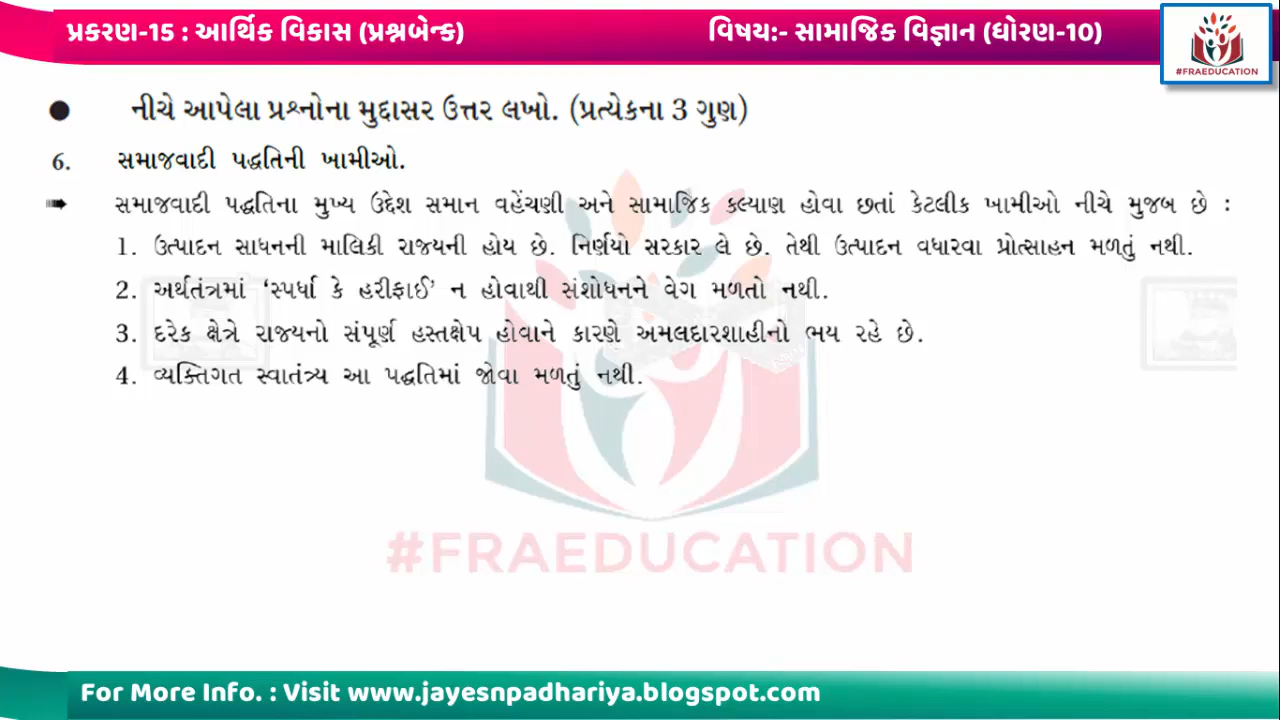 પ્રકરણ-15 : આર્થિક વિકાસ (પ્રશ્નબેન્ક)
વિષય:- સામાજિક વિજ્ઞાન (ધોરણ-10)
#FRAEDUCATION
● નીચે આપેલા પ્રશ્નોના મુદ્દાસર ઉત્તર લખો. (પ્રત્યેકના 3 ગુણ)
6. સમાજવાદી પદ્ધતિની ખામીઓ.
➠ સમાજવાદી પદ્ધતિના મુખ્ય ઉદ્દેશ સમાન વહેંચણી અને સામાજિક કલ્યાણ હોવા છતાં કેટલીક ખામીઓ નીચે મુજબ છે :
1. ઉત્પાદન સાધનની માલિકી રાજ્યની હોય છે. નિર્ણયો સરકાર લે છે. તેથી ઉત્પાદન વધારવા પ્રોત્સાહન મળતું નથી.
2. અર્થતંત્રમાં ‘સ્પર્ધા કે હરીફાઈ’ ન હોવાથી સંશોધનને વેગ મળતો નથી.
3. દરેક ક્ષેત્રે રાજ્યનો સંપૂર્ણ હસ્તક્ષેપ હોવાને કારણે અમલદારશાહીનો ભય રહે છે.
4. વ્યક્તિગત સ્વાતંત્ર્ય આ પદ્ધતિમાં જોવા મળતું નથી.
#FRAEDUCATION
For More Info. : Visit www.jayesnpadhariya.blogspot.com